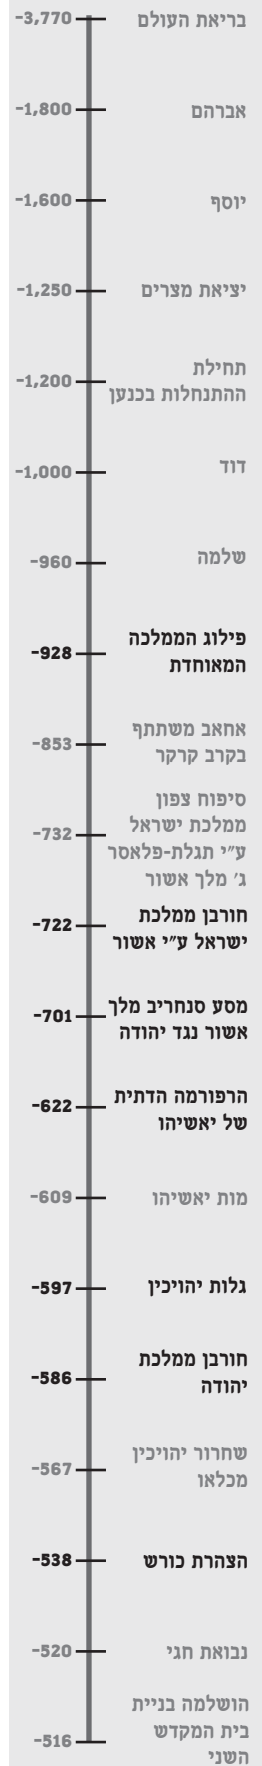 בריאת העולם -3,770
אברהם -1,800
יוסף -1,600
יציאת מצרים -1,250
תחילת
ההתנחלות בכנען -1,200
דוד -1,000
שלמה -960
פילוג הממלכה
המאוחדת -928
אחאב משתתף
בקרב קרקר -853
סיפוח צפון
ממלכת ישראל
ע"י תגלת-פלאסר
ג' מלך אשור -732
חורבן ממלכת
ישראל ע"י אשור -722
מסע סנחריב מלך
אשור נגד יהודה -701
הרפורמה הדתית
של יאשיהו -622
מות יאשיהו -609
גלות יהויכין -597
חורבן ממלכת
יהודה -586
שחרור יהויכין
מכלאו -567
הצהרת כורש -538
נבואת חגי -520
הושלמה בניית
בית המקדש
השני -516